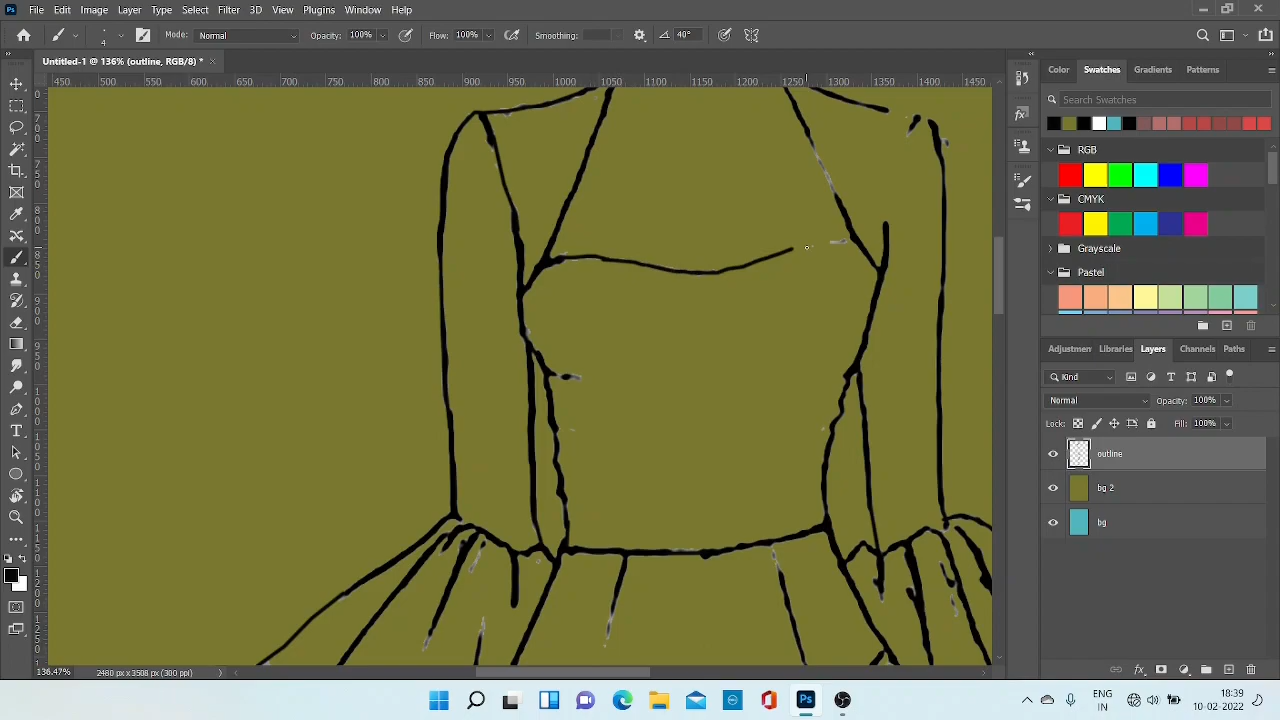 Ps File Edit Image Layer Type Select Filter 3D View Plugins Window Help
4 Mode: Normal Opacity: 100% Flow: 100% Smoothing: 40°
Untitled-1 @ 136% (outline, RGB/8) * ×
450 500 550 600 650 700 750 800 850 900 950 1000 1050 1100 1150 1200 1250 1300 1350 1400 1450
Color Swatches Gradients Patterns
Search Swatches
RGB
CMYK
Grayscale
Pastel
Adjustmen Libraries Layers Channels Paths
Kind
Normal Opacity: 100%
Lock: Fill: 100%
outline
bg 2
bg
136.47% 2480 px x 3508 px (300 ppi)
fx
ENG
IN
18:39
10-02-2022